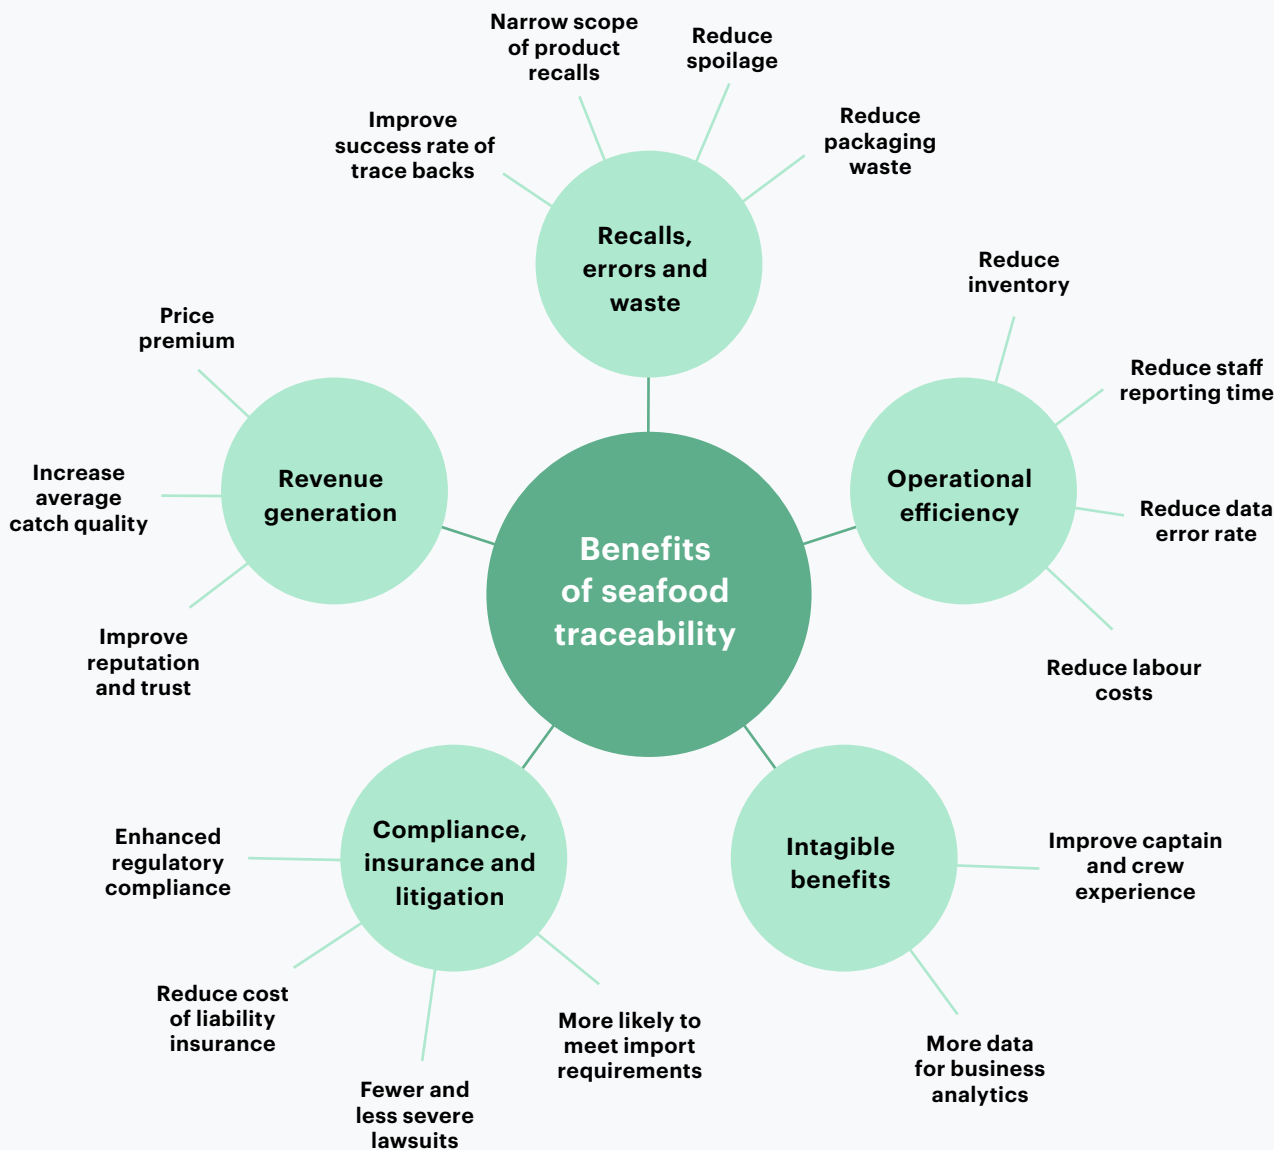 Narrow scope
of product
recalls
Reduce
spoilage
Improve
success rate of
trace backs
Reduce
packaging
waste
Recalls,
errors and
waste
Reduce
inventory
Reduce staff
reporting time
Operational
efficiency
Reduce data
error rate
Reduce labour
costs
Price
premium
Revenue
generation
Increase
average
catch quality
Improve
reputation
and trust
Benefits
of seafood
traceability
Compliance,
insurance and
litigation
Enhanced
regulatory
compliance
Reduce cost
of liability
insurance
Fewer and
less severe
lawsuits
More likely to
meet import
requirements
Intagible
benefits
Improve captain
and crew
experience
More data
for business
analytics